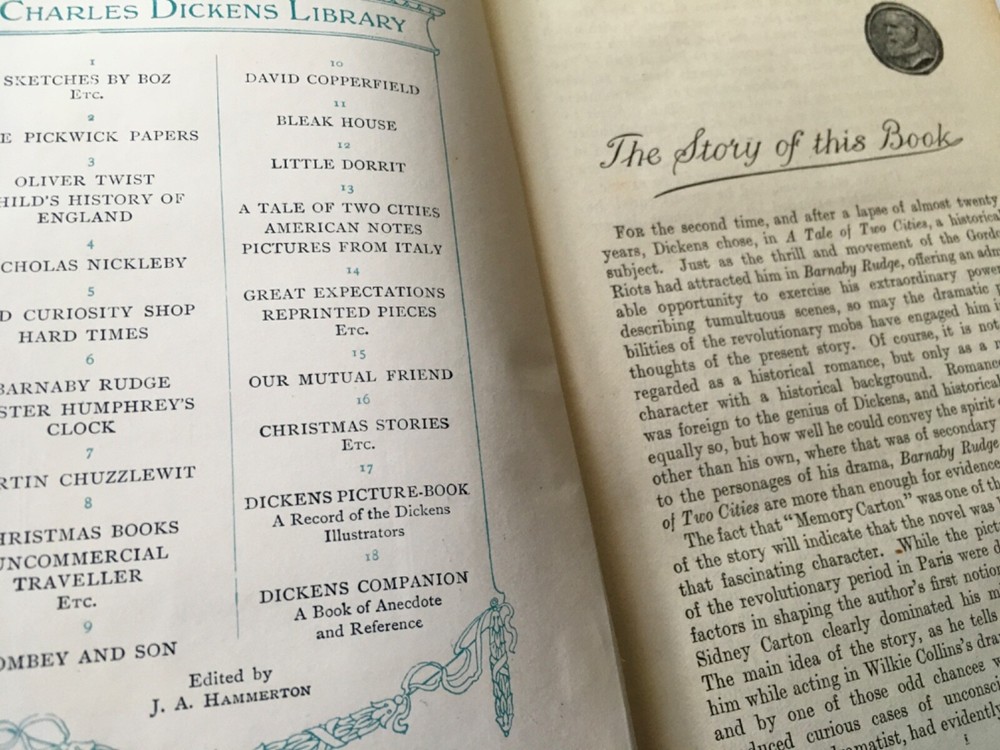 CHARLES DICKENS LIBRARY
1
SKETCHES BY BOZ
ETC.
2
PICKWICK PAPERS
3
OLIVER TWIST
HISTORY OF
ENGLAND
4
NICKLEBY
5
CURIOSITY SHOP
HARD TIMES
6
BARNABY RUDGE
HUMPHREY'S
CLOCK
7
CHUZZLEWIT
8
BOOKS
UNCOMMERCIAL
TRAVELLER
ETC.
9
AND SON
10
DAVID COPPERFIELD
11
BLEAK HOUSE
12
LITTLE DORRIT
13
A TALE OF TWO CITIES
AMERICAN NOTES
PICTURES FROM ITALY
14
GREAT EXPECTATIONS
REPRINTED PIECES
ETC.
15
OUR MUTUAL FRIEND
16
CHRISTMAS STORIES
ETC.
17
DICKENS PICTURE-BOOK
A Record of the Dickens
Illustrators
18
DICKENS COMPANION
A Book of Anecdote
and Reference
Edited by
J. A. HAMMERTON
The Story of this Book
FOR the second time, and after a lapse of almost twenty
years, Dickens chose, in A Tale of Two Cities, a
subject. Just as the thrill and movement of the
Riots had attracted him in Barnaby Rudge, offering an
able opportunity to exercise his extraordinary
describing tumultuous scenes, so may the dramatic
bilities of the revolutionary mobs have engaged him
thoughts of the present story. Of course, it is not
regarded as a historical romance, but only as a
character with a historical background.
was foreign to the genius of Dickens, and historical
equally so, but how well he could convey the spirit
other than his own, where that was of secondary
to the personages of his drama, Barnaby Rudge
of Two Cities are more than enough for evidence
The fact that "Memory Carton" was one of
of the story will indicate that the novel was
that fascinating character. While the
of the revolutionary period in Paris were
factors in shaping the author's first
Sidney Carton clearly dominated his
The main idea of the story, as he tells
him while acting in Wilkie Collins's
and by one of those odd chances
curious cases of
had evidently
i